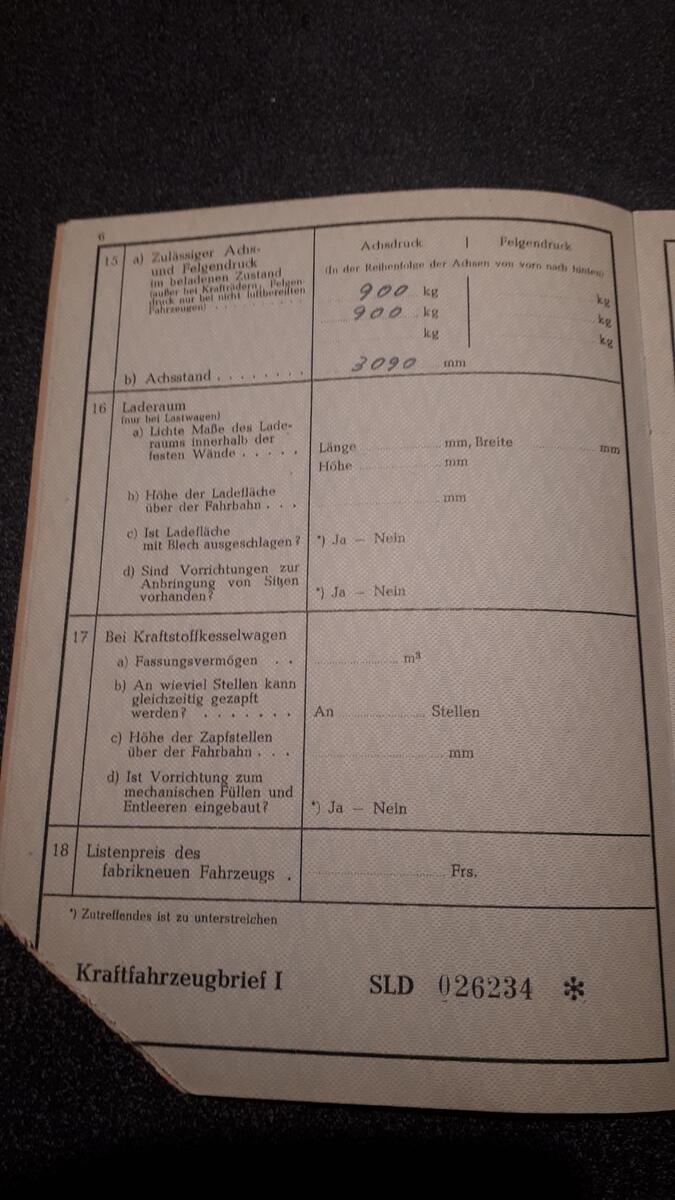 6
15 a) Zulässiger Achs-
und Felgendruck
im beladenen Zustand
(außer bei Krafträdern, Felgen-
druck nur bei nicht luftbereiften
Fahrzeugen) . . . . . . . . . . .
Achsdruck | Felgendruck
(In der Reihenfolge der Achsen von vorn nach hinten)
900 kg kg
900 kg kg
kg kg
b) Achsstand . . . . . . . . 3090 mm
16 Laderaum
(nur bei Lastwagen)
a) Lichte Maße des Lade-
raums innerhalb der
festen Wände . . . . .
Länge mm, Breite mm
Höhe mm
b) Höhe der Ladefläche
über der Fahrbahn . . . mm
c) Ist Ladefläche
mit Blech ausgeschlagen? *) Ja — Nein
d) Sind Vorrichtungen zur
Anbringung von Sitzen
vorhanden? *) Ja — Nein
17 Bei Kraftstoffkesselwagen
a) Fassungsvermögen . . m³
b) An wieviel Stellen kann
gleichzeitig gezapft
werden? . . . . . . . An Stellen
c) Höhe der Zapfstellen
über der Fahrbahn . . . mm
d) Ist Vorrichtung zum
mechanischen Füllen und
Entleeren eingebaut? *) Ja — Nein
18 Listenpreis des
fabrikneuen Fahrzeugs . Frs.
*) Zutreffendes ist zu unterstreichen
Kraftfahrzeugbrief I SLD 026234 *